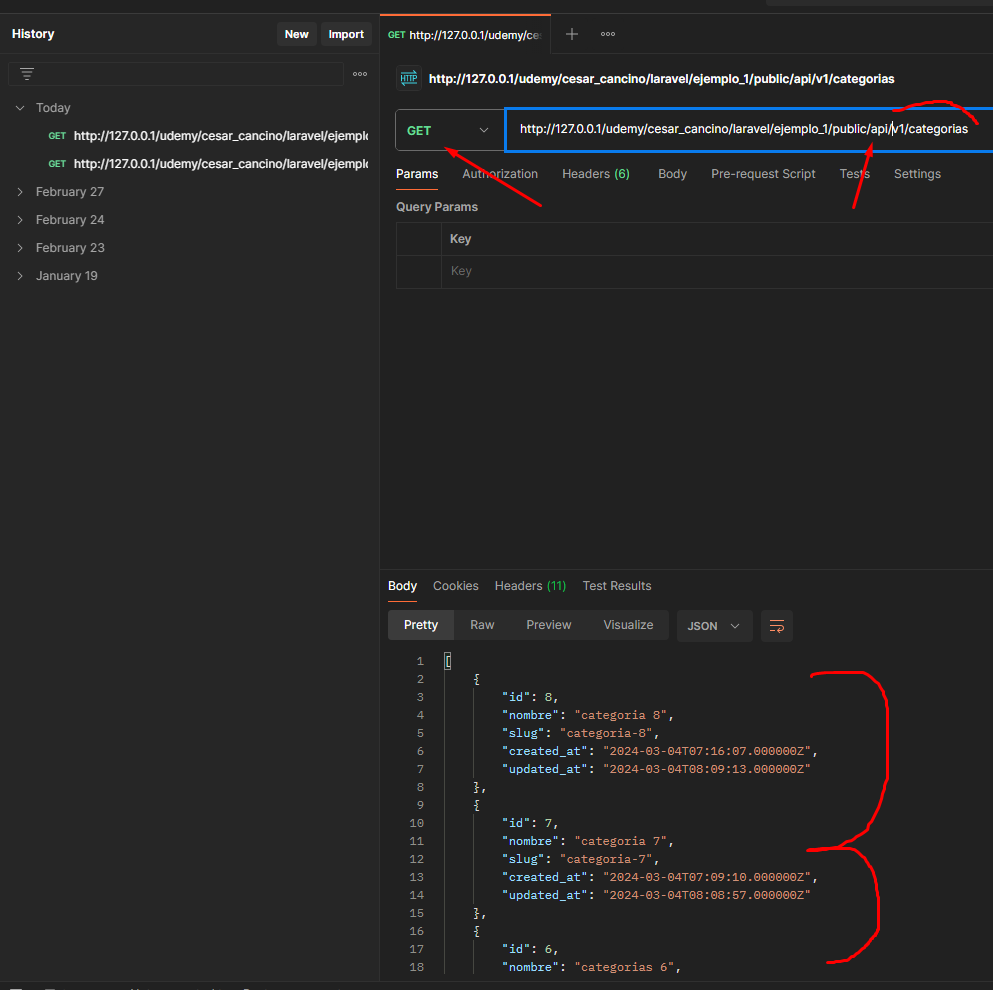 History
New
Import
GET http://127.0.0.1/udemy/ce
http://127.0.0.1/udemy/cesar_cancino/laravel/ejemplo_1/public/api/v1/categorias
Today
GET http://127.0.0.1/udemy/cesar_cancino/laravel/ejempl
GET http://127.0.0.1/udemy/cesar_cancino/laravel/ejempl
February 27
February 24
February 23
January 19
HTTP
GET
http://127.0.0.1/udemy/cesar_cancino/laravel/ejemplo_1/public/api/v1/categorias
Params Authorization Headers (6) Body Pre-request Script Tests Settings
Query Params
Key
Key
Body Cookies Headers (11) Test Results
Pretty Raw Preview Visualize JSON
1 [
2 {
3 "id": 8,
4 "nombre": "categoria 8",
5 "slug": "categoria-8",
6 "created_at": "2024-03-04T07:16:07.000000Z",
7 "updated_at": "2024-03-04T08:09:13.000000Z"
8 },
9 {
10 "id": 7,
11 "nombre": "categoria 7",
12 "slug": "categoria-7",
13 "created_at": "2024-03-04T07:09:10.000000Z",
14 "updated_at": "2024-03-04T08:08:57.000000Z"
15 },
16 {
17 "id": 6,
18 "nombre": "categorias 6",